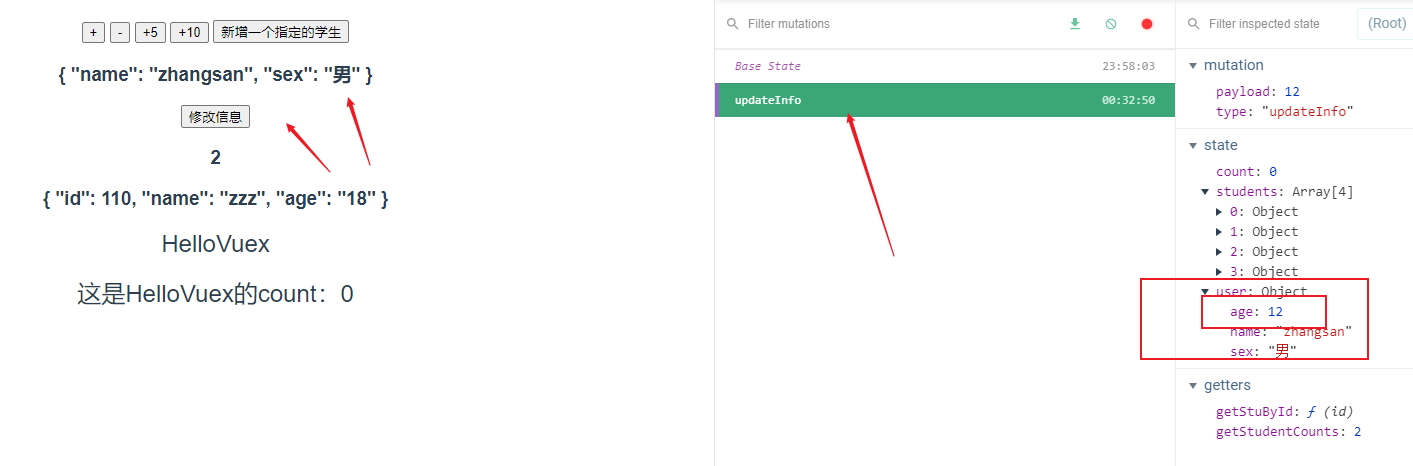 + - +5 +10 新增一个指定的学生
{ "name": "zhangsan", "sex": "男" }
修改信息
2
{ "id": 110, "name": "zzz", "age": "18" }
HelloVuex
这是HelloVuex的count：0
Filter mutations
Base State 23:58:03
updateInfo 00:32:50
Filter inspected state (Root)
mutation
payload: 12
type: "updateInfo"
state
count: 0
students: Array[4]
0: Object
1: Object
2: Object
3: Object
user: Object
age: 12
name: "zhangsan"
sex: "男"
getters
getStuById: ƒ (id)
getStudentCounts: 2